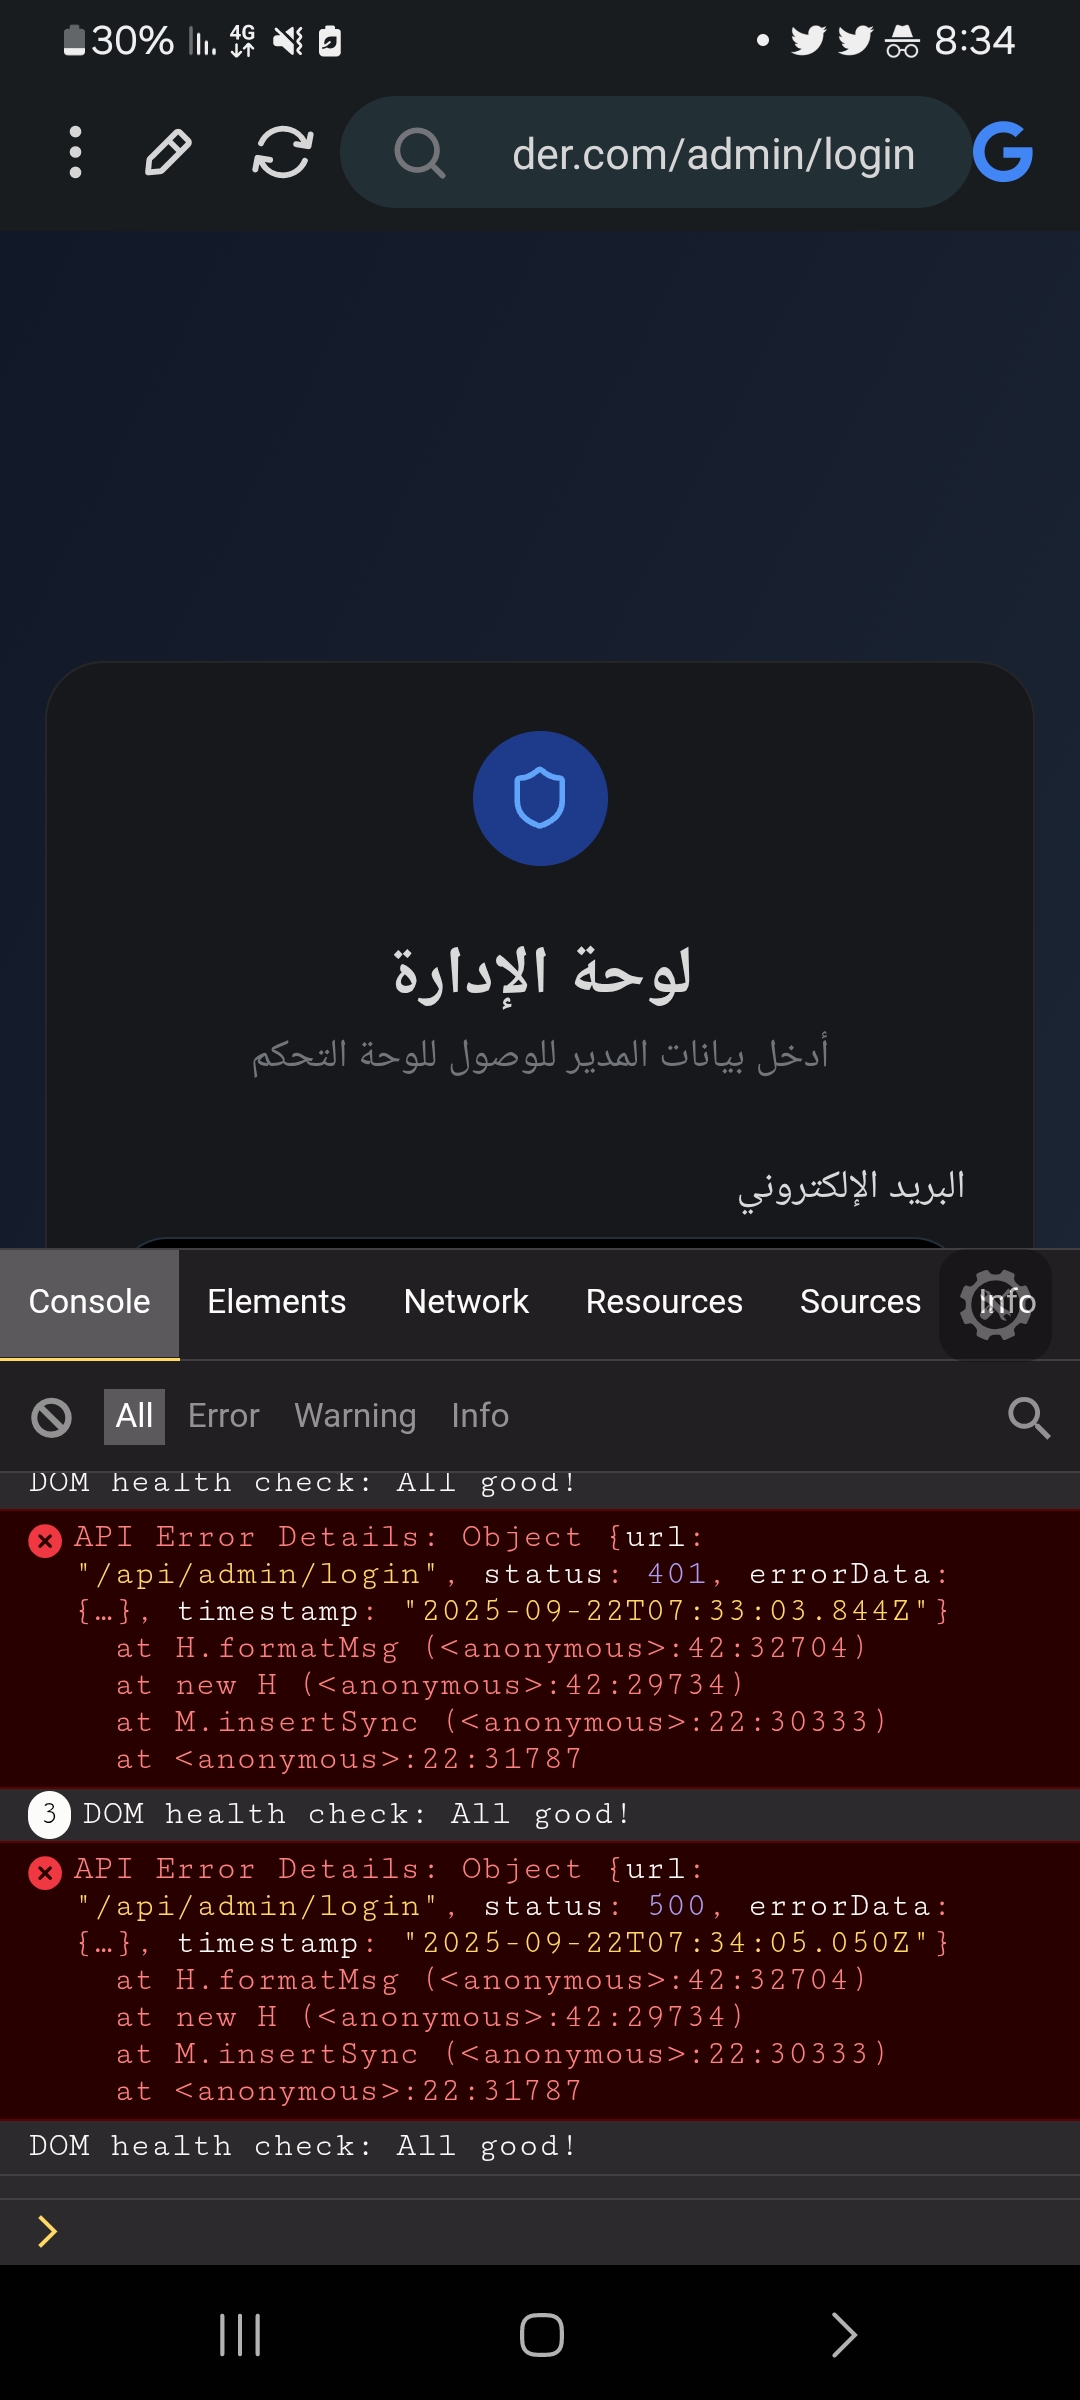 30% 4G 8:34
der.com/admin/login
لوحة الإدارة
أدخل بيانات المدير للوصول للوحة التحكم
البريد الإلكتروني
Console Elements Network Resources Sources Info
All Error Warning Info
DOM health check: All good!
API Error Details: Object {url:
"/api/admin/login", status: 401, errorData:
{…}, timestamp: "2025-09-22T07:33:03.844Z"}
at H.formatMsg (<anonymous>:42:32704)
at new H (<anonymous>:42:29734)
at M.insertSync (<anonymous>:22:30333)
at <anonymous>:22:31787
3 DOM health check: All good!
API Error Details: Object {url:
"/api/admin/login", status: 500, errorData:
{…}, timestamp: "2025-09-22T07:34:05.050Z"}
at H.formatMsg (<anonymous>:42:32704)
at new H (<anonymous>:42:29734)
at M.insertSync (<anonymous>:22:30333)
at <anonymous>:22:31787
DOM health check: All good!